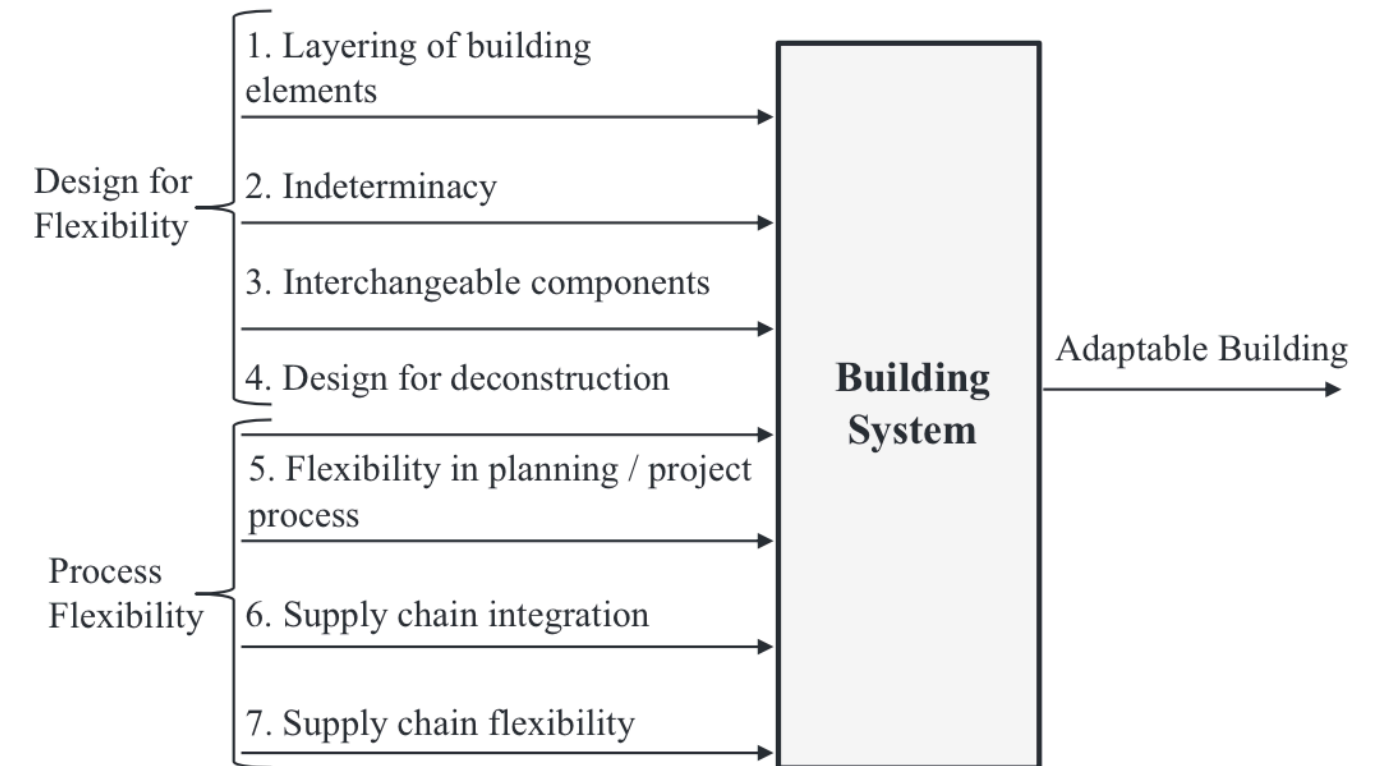 1. Layering of building
elements
Design for
Flexibility
2. Indeterminacy
3. Interchangeable components
4. Design for deconstruction
5. Flexibility in planning / project
process
Process
Flexibility
6. Supply chain integration
7. Supply chain flexibility
Building
System
Adaptable Building